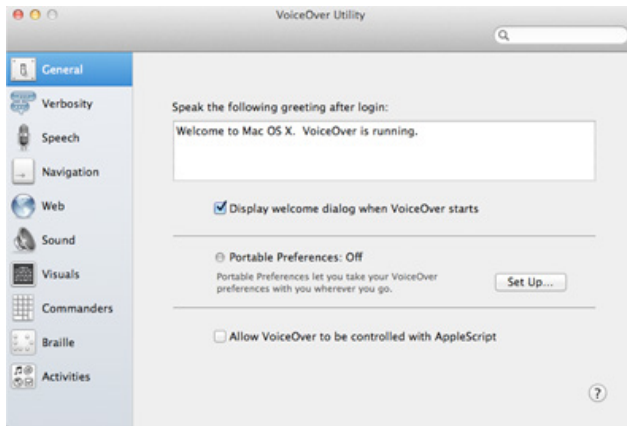 VoiceOver Utility
General
Verbosity
Speech
Navigation
Web
Sound
Visuals
Commanders
Braille
Activities
Speak the following greeting after login:
Welcome to Mac OS X.  VoiceOver is running.
Display welcome dialog when VoiceOver starts
Portable Preferences: Off
Portable Preferences let you take your VoiceOver
preferences with you wherever you go.
Set Up...
Allow VoiceOver to be controlled with AppleScript
?